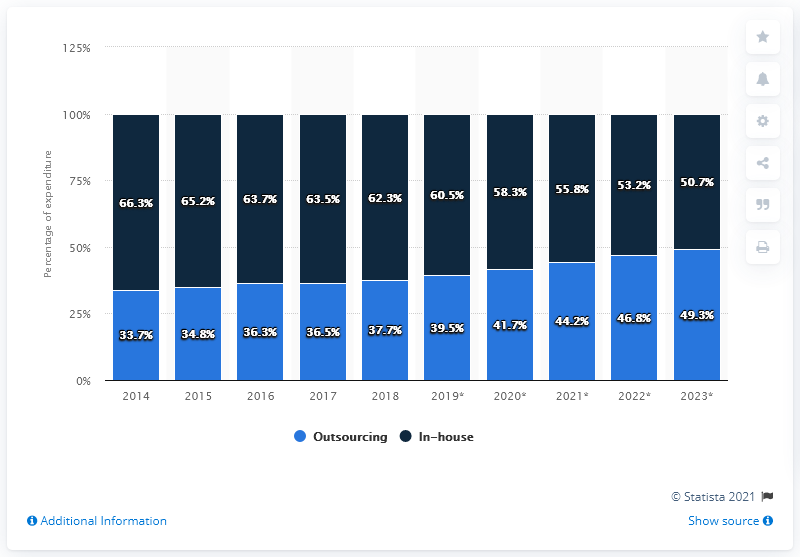 125%
100%
75%
50%
25%
0%
Percentage of expenditure
66.3% 65.2% 63.7% 63.5% 62.3% 60.5% 58.3% 55.8% 53.2% 50.7%
33.7% 34.8% 36.3% 36.5% 37.7% 39.5% 41.7% 44.2% 46.8% 49.3%
2014 2015 2016 2017 2018 2019* 2020* 2021* 2022* 2023*
Outsourcing In-house
© Statista 2021
Additional Information Show source